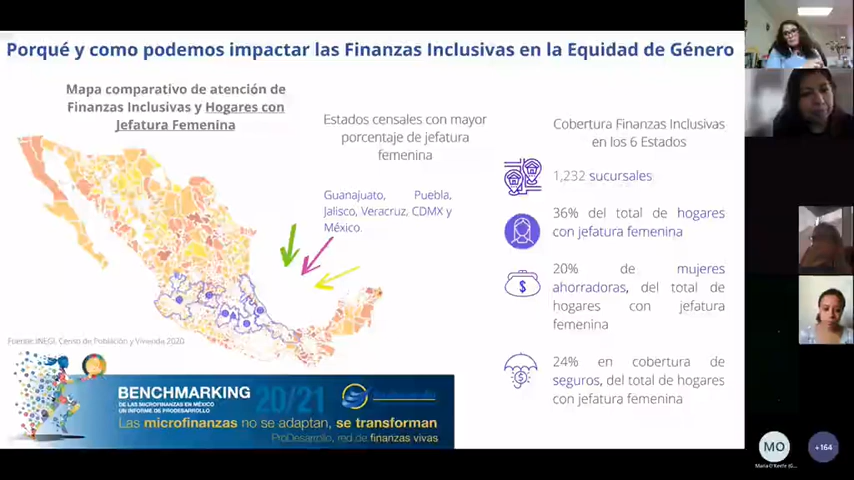 Porqué y como podemos impactar las Finanzas Inclusivas en la Equidad de Género
Mapa comparativo de atención de
Finanzas Inclusivas y Hogares con
Jefatura Femenina
Estados censales con mayor
porcentaje de jefatura
femenina
Guanajuato, Puebla,
Jalisco, Veracruz, CDMX y
México.
Cobertura Finanzas Inclusivas
en los 6 Estados
1,232 sucursales
36% del total de hogares
con jefatura femenina
20% de mujeres
ahorradoras, del total de
hogares con jefatura
femenina
24% en cobertura de
seguros, del total de hogares
con jefatura femenina
Fuente: INEGI, Censo de Población y Vivienda 2020
BENCHMARKING
DE LAS MICROFINANZAS EN MÉXICO
UN INFORME DE PRODESARROLLO
20/21
Las microfinanzas no se adaptan, se transforman
ProDesarrollo, red de finanzas vivas
MO
+164